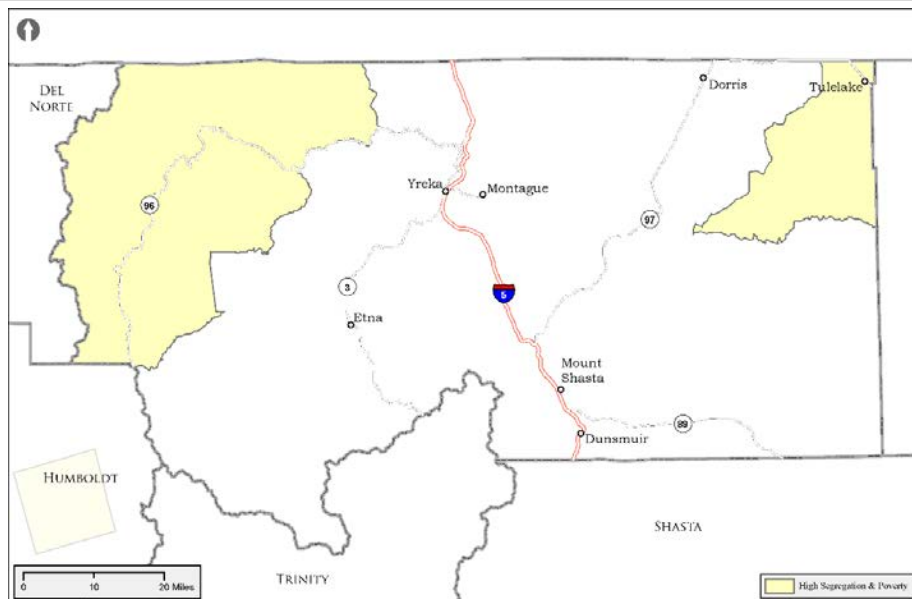 DEL
NORTE
Dorris
Tulelake
Yreka
Montague
96
97
3
5
Etna
Mount
Shasta
89
Dunsmuir
HUMBOLDT
SHASTA
TRINITY
0 10 20 Miles
High Segregation & Poverty